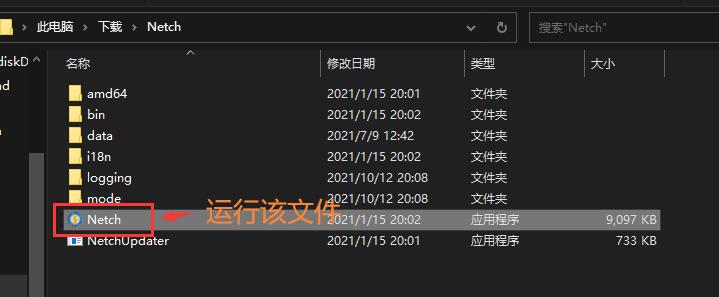 此电脑 > 下载 > Netch
搜索"Netch"
名称 修改日期 类型 大小
diskD
amd64 2021/1/15 20:01 文件夹
nd
bin 2021/1/15 20:02 文件夹
data 2021/7/9 12:42 文件夹
i18n 2021/1/15 20:02 文件夹
logging 2021/10/12 20:08 文件夹
mode 2021/10/12 20:08 文件夹
运行该文件
Netch 2021/1/15 20:02 应用程序 9,097 KB
NetchUpdater 2021/1/15 20:01 应用程序 733 KB